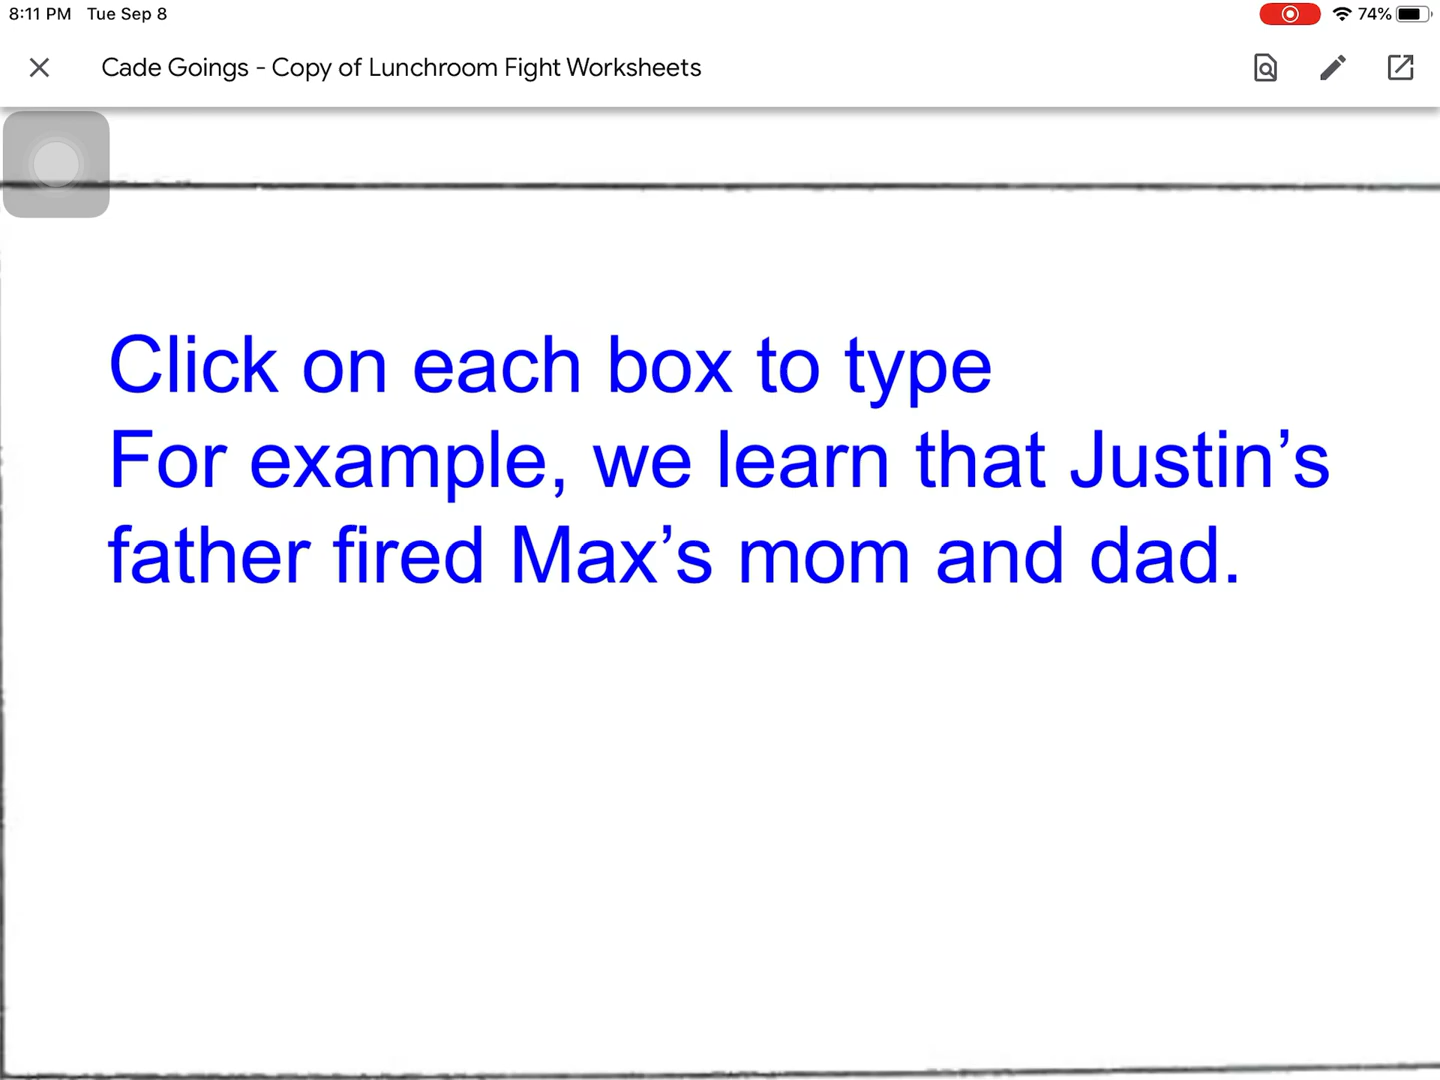 8:11 PM Tue Sep 8
74%
Cade Goings - Copy of Lunchroom Fight Worksheets
Click on each box to type
For example, we learn that Justin’s
father fired Max’s mom and dad.